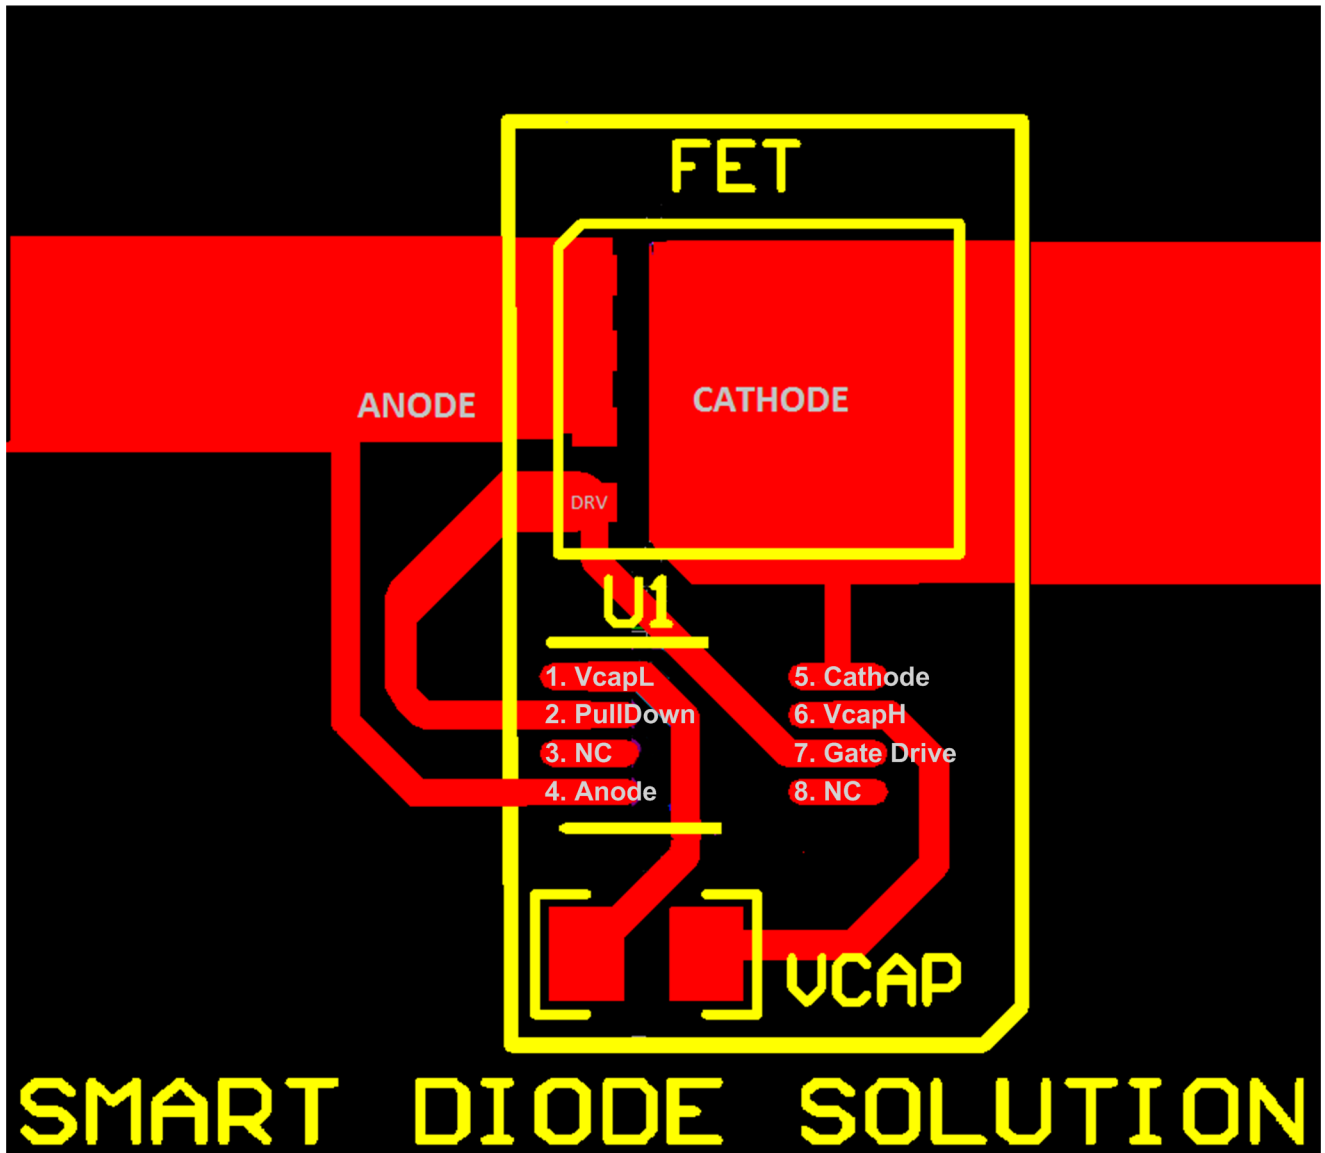 FET
ANODE
CATHODE
DRV
U1
1. VcapL
2. PullDown
3. NC
4. Anode
5. Cathode
6. VcapH
7. Gate Drive
8. NC
VCAP
SMART DIODE SOLUTION